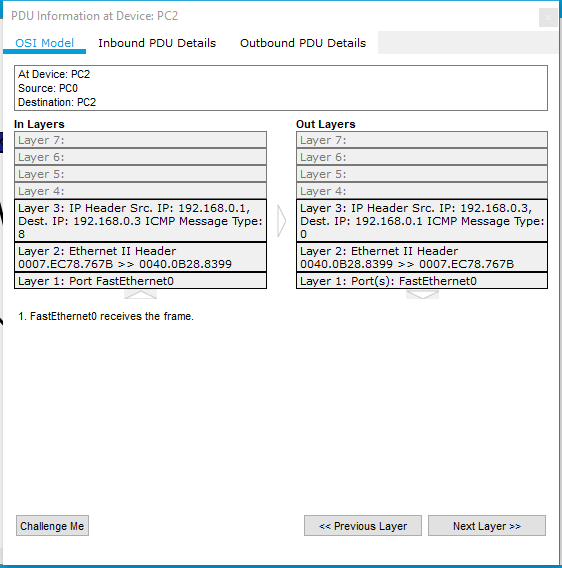 PDU Information at Device: PC2
OSI Model
Inbound PDU Details
Outbound PDU Details
At Device: PC2
Source: PC0
Destination: PC2
In Layers
Layer 7:
Layer 6:
Layer 5:
Layer 4:
Layer 3: IP Header Src. IP: 192.168.0.1,
Dest. IP: 192.168.0.3 ICMP Message Type:
8
Layer 2: Ethernet II Header
0007.EC78.767B >> 0040.0B28.8399
Layer 1: Port FastEthernet0
Out Layers
Layer 7:
Layer 6:
Layer 5:
Layer 4:
Layer 3: IP Header Src. IP: 192.168.0.3,
Dest. IP: 192.168.0.1 ICMP Message Type:
0
Layer 2: Ethernet II Header
0040.0B28.8399 >> 0007.EC78.767B
Layer 1: Port(s): FastEthernet0
1. FastEthernet0 receives the frame.
Challenge Me
<< Previous Layer
Next Layer >>